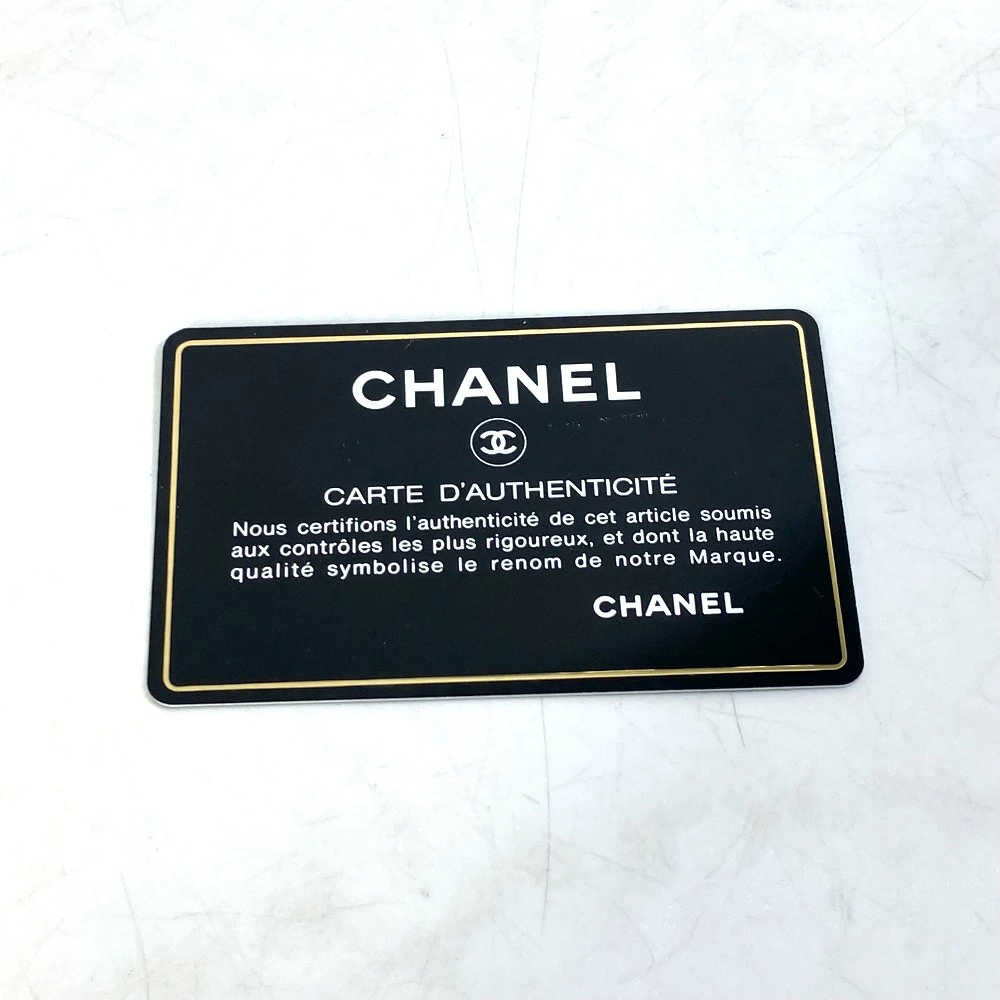 CHANEL
CARTE D'AUTHENTICITÉ
Nous certifions l'authenticité de cet article soumis
aux contrôles les plus rigoureux, et dont la haute
qualité symbolise le renom de notre Marque.
CHANEL